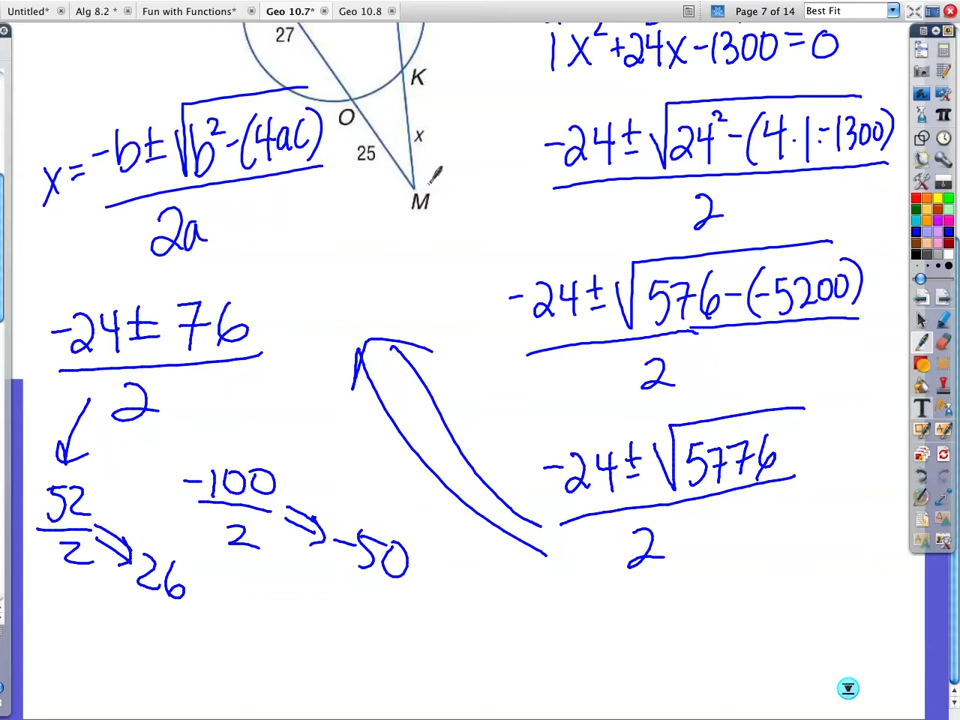 Untitled* Alg 8.2 * Fun with Functions* Geo 10.7* Geo 10.8 Page 7 of 14 Best Fit
27
K
O
x
25
M
1x²+24x-1300=0
x = -b±√b²-(4ac) / 2a
-24±√24²-(4·1·-1300) / 2
-24±√576-(-5200) / 2
-24±√5776 / 2
-24±76 / 2
52/2
26
-100/2
-50
T
π